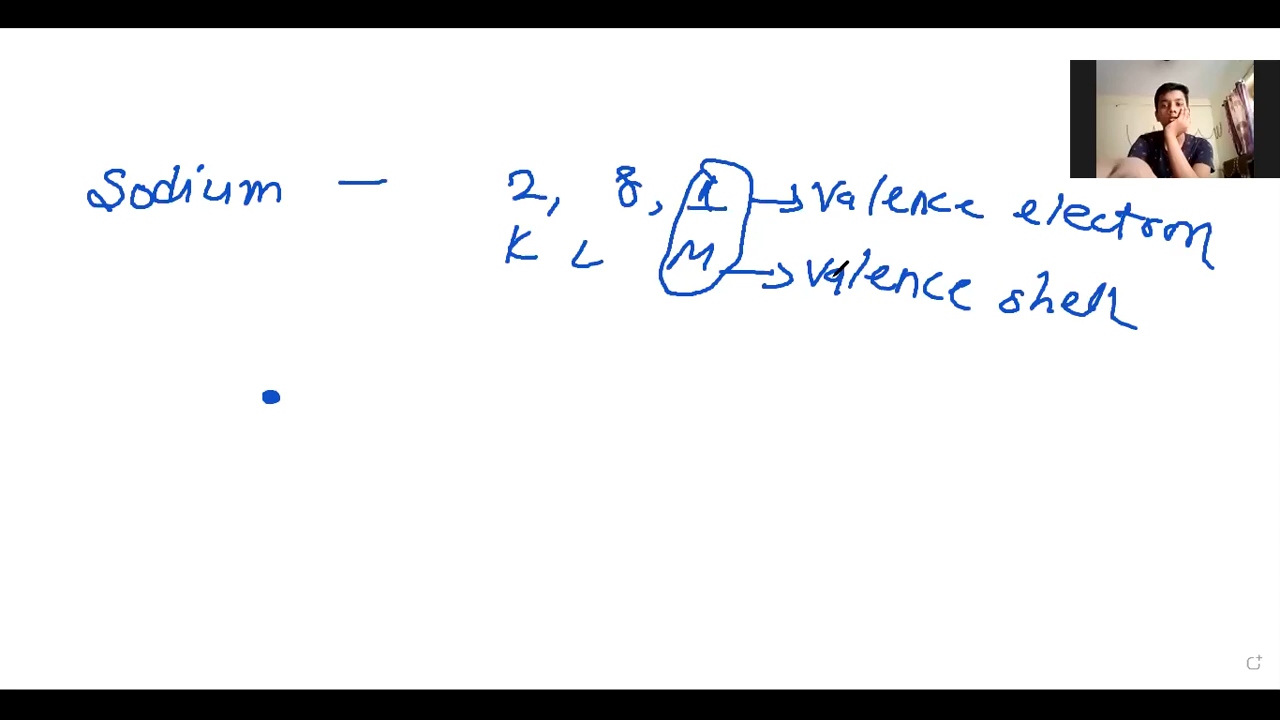 Sodium — 2, 8, 1 → Valence electron
K L M → Valence shell